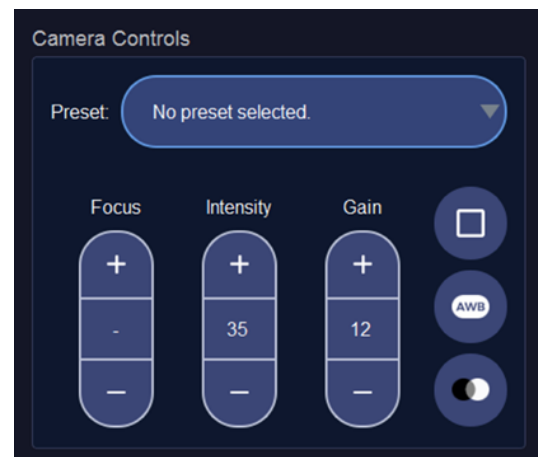 Camera Controls
Preset: No preset selected.
Focus Intensity Gain
+ + +
- 35 12
− − −
AWB